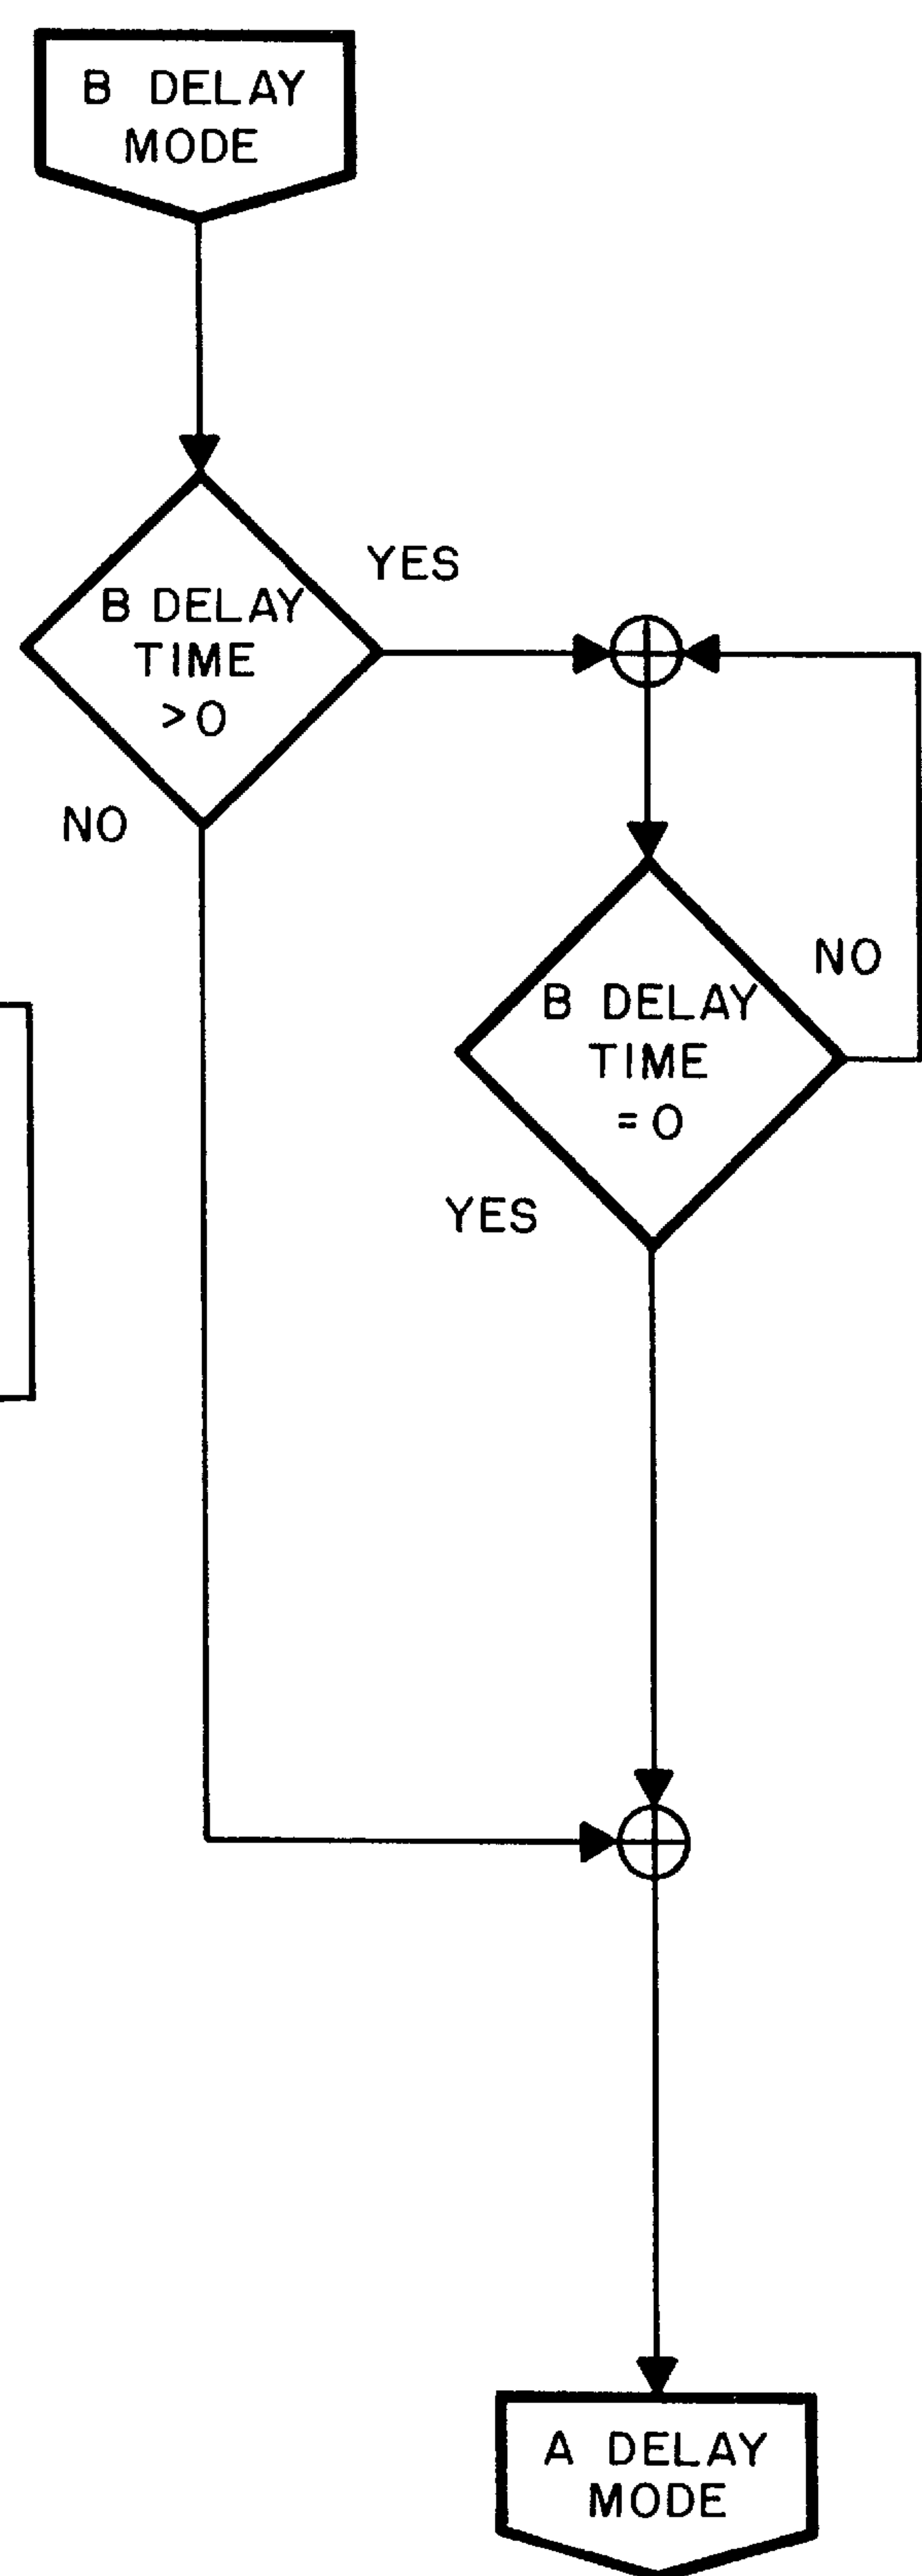 B DELAY
MODE
YES
B DELAY
TIME
>0
NO
NO
B DELAY
TIME
=0
YES
A DELAY
MODE